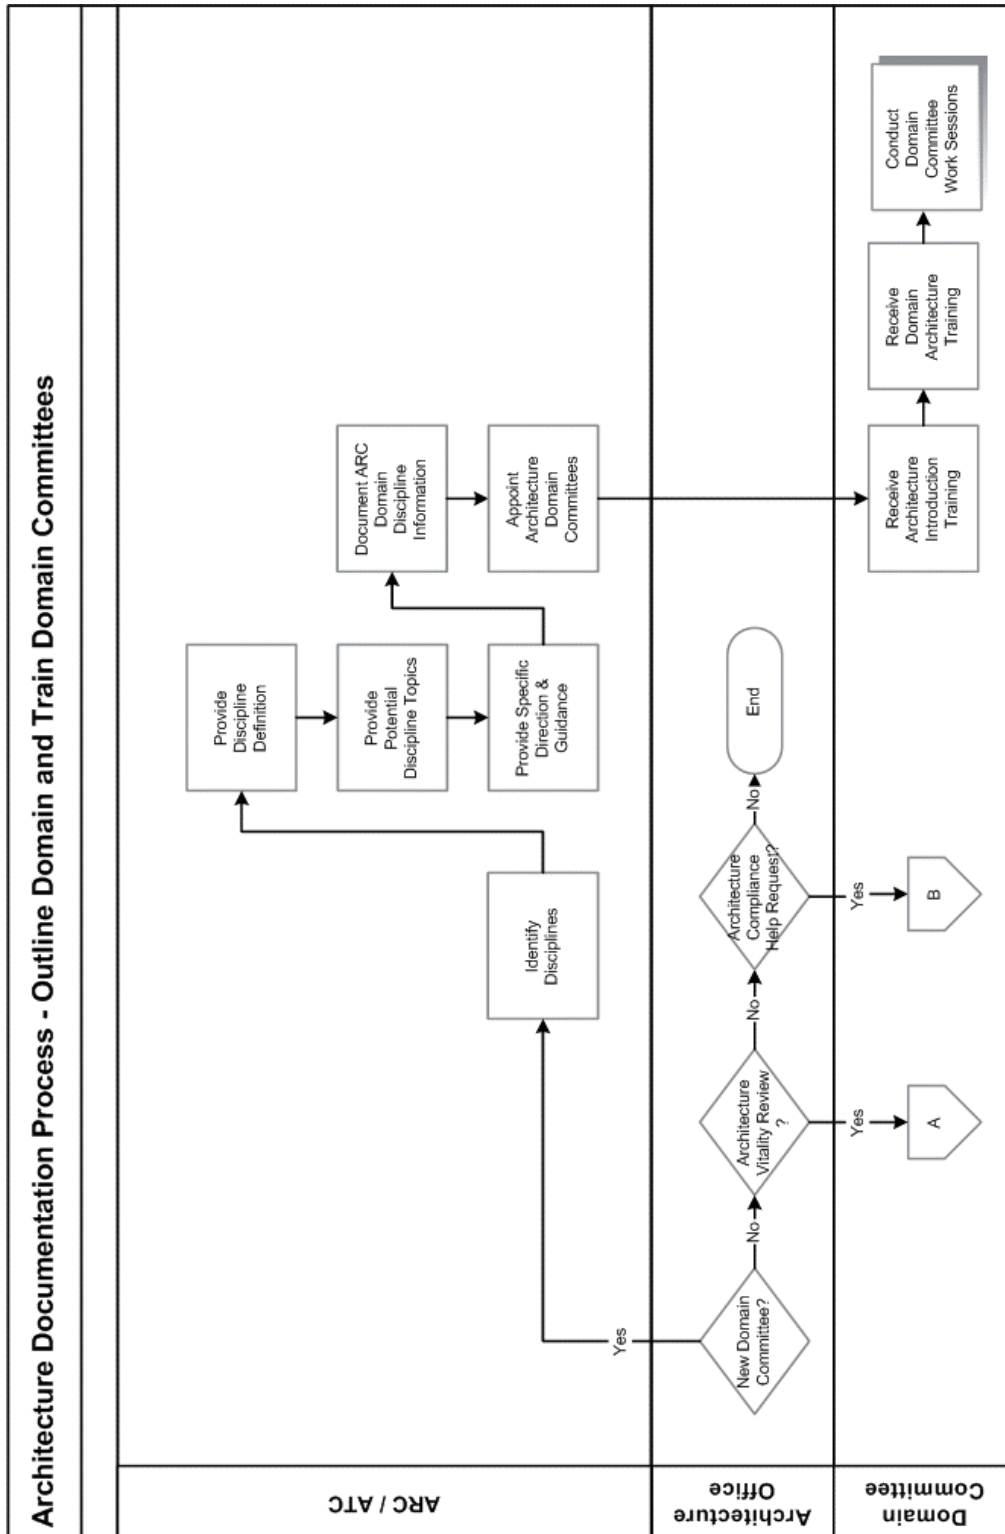 Architecture Documentation Process - Outline Domain and Train Domain Committees
ARC / ATC
Provide
Discipline
Definition
Provide
Potential
Discipline Topics
Document ARC
Domain
Discipline
Information
Identify
Disciplines
Provide Specific
Direction &
Guidance
Appoint
Architecture
Domain
Committees
Yes
Architecture
Office
New Domain
Committee?
No
Architecture
Vitality Review
?
No
Architecture
Compliance
Help Request?
No
End
Yes
Yes
Domain
Committee
A
B
Receive
Architecture
Introduction
Training
Receive
Domain
Architecture
Training
Conduct
Domain
Committee
Work Sessions